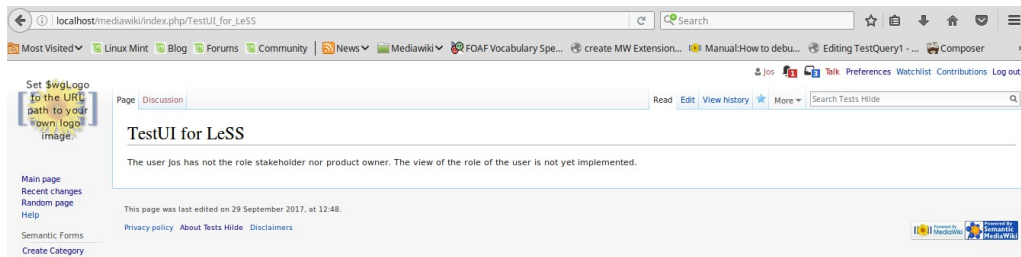 localhost/mediawiki/index.php/TestUI_for_LeSS
Search
Most Visited Linux Mint Blog Forums Community News Mediawiki FOAF Vocabulary Spe... create MW Extension... Manual:How to debu... Editing TestQuery1 - ... Composer
Jos 1 3 Talk Preferences Watchlist Contributions Log out
Set $wgLogo
to the URL
path to your
own logo
image.
Page Discussion
Read Edit View history More Search Tests Hilde
TestUI for LeSS
The user Jos has not the role stakeholder nor product owner. The view of the role of the user is not yet implemented.
Main page
Recent changes
Random page
Help
Semantic Forms
Create Category
This page was last edited on 29 September 2017, at 12:48.
Privacy policy About Tests Hilde Disclaimers
Powered By
MediaWiki
Powered By
Semantic
MediaWiki